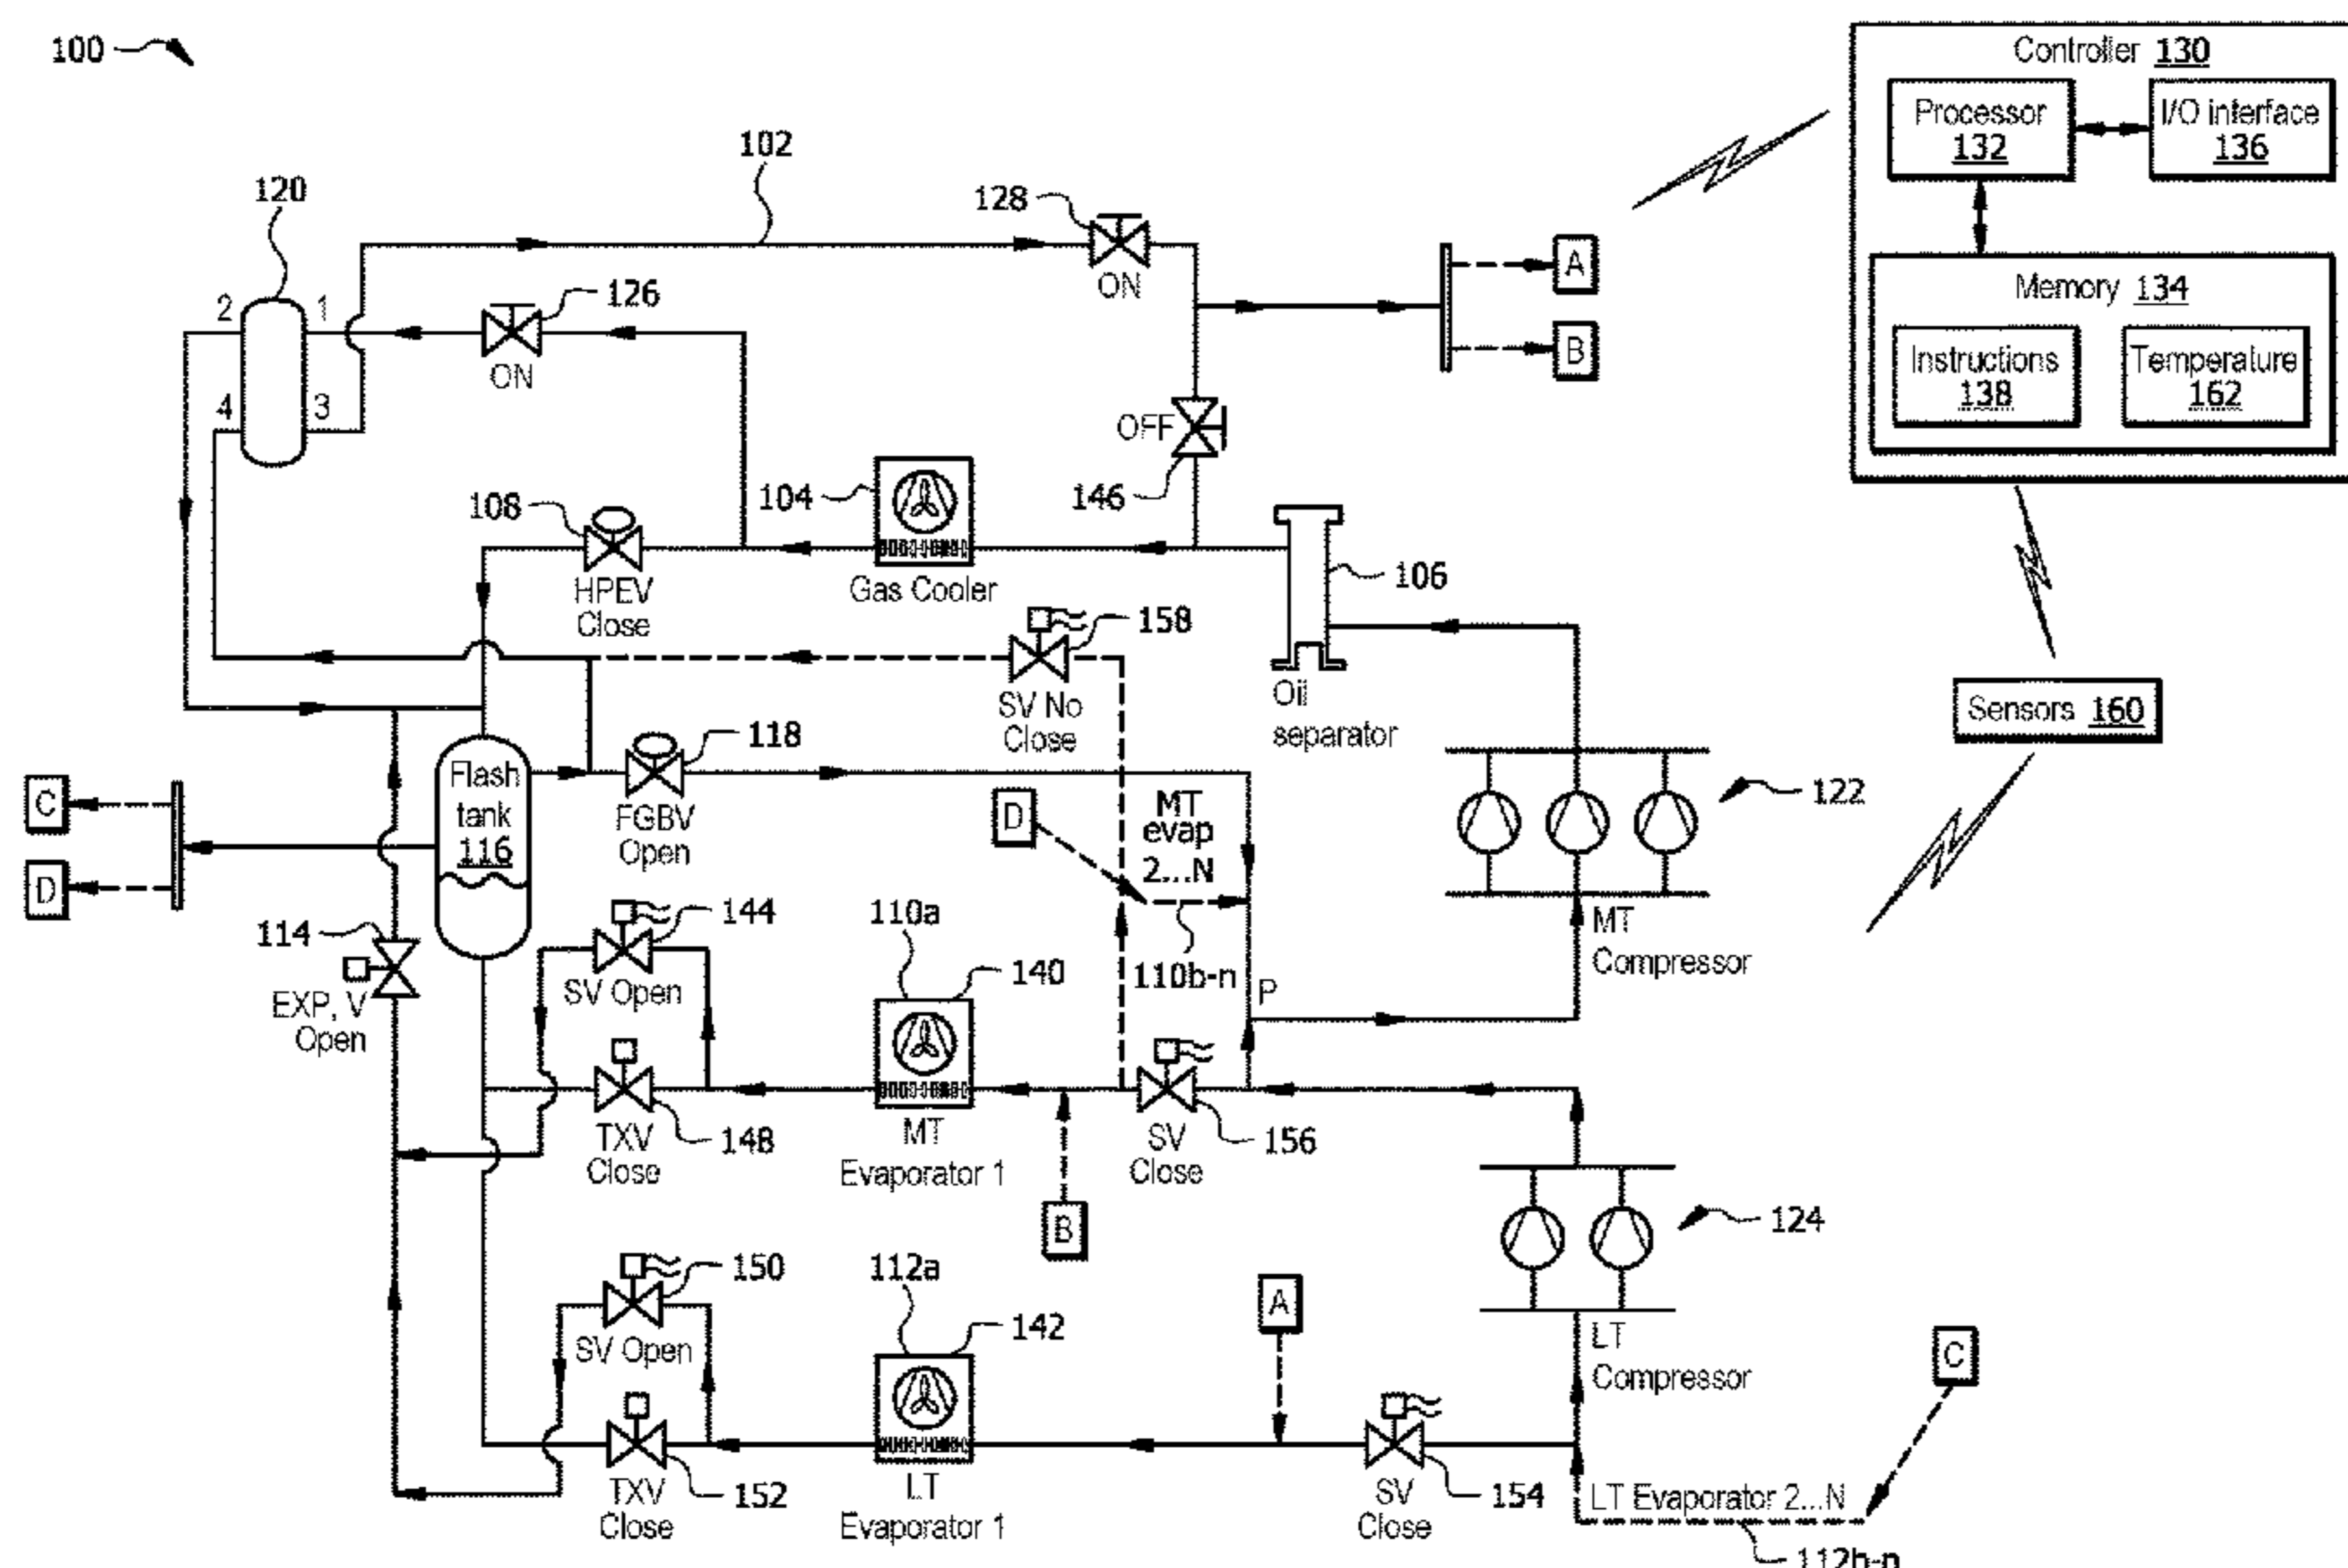 100
Controller 130
Processor
132
I/O interface
136
Memory 134
Instructions
138
Temperature
162
102
120
128
ON
2
1
126
ON
A
B
4
3
OFF
146
108
HPEV
Close
104
Gas Cooler
106
Oil
separator
158
SV No
Close
Sensors 160
118
FGBV
Open
Flash
tank
116
C
D
D
MT
evap
2...N
110b-n
122
MT
Compressor
P
114
EXP, V
Open
144
SV Open
110a
140
TXV
Close
148
MT
Evaporator 1
B
SV
Close
156
124
LT
Compressor
150
SV Open
112a
142
A
C
TXV
Close
152
LT
Evaporator 1
SV
Close
154
LT Evaporator 2...N
112b-n